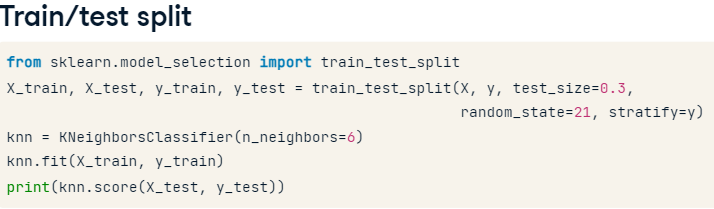 Train/test split
from sklearn.model_selection import train_test_split
X_train, X_test, y_train, y_test = train_test_split(X, y, test_size=0.3,
random_state=21, stratify=y)
knn = KNeighborsClassifier(n_neighbors=6)
knn.fit(X_train, y_train)
print(knn.score(X_test, y_test))